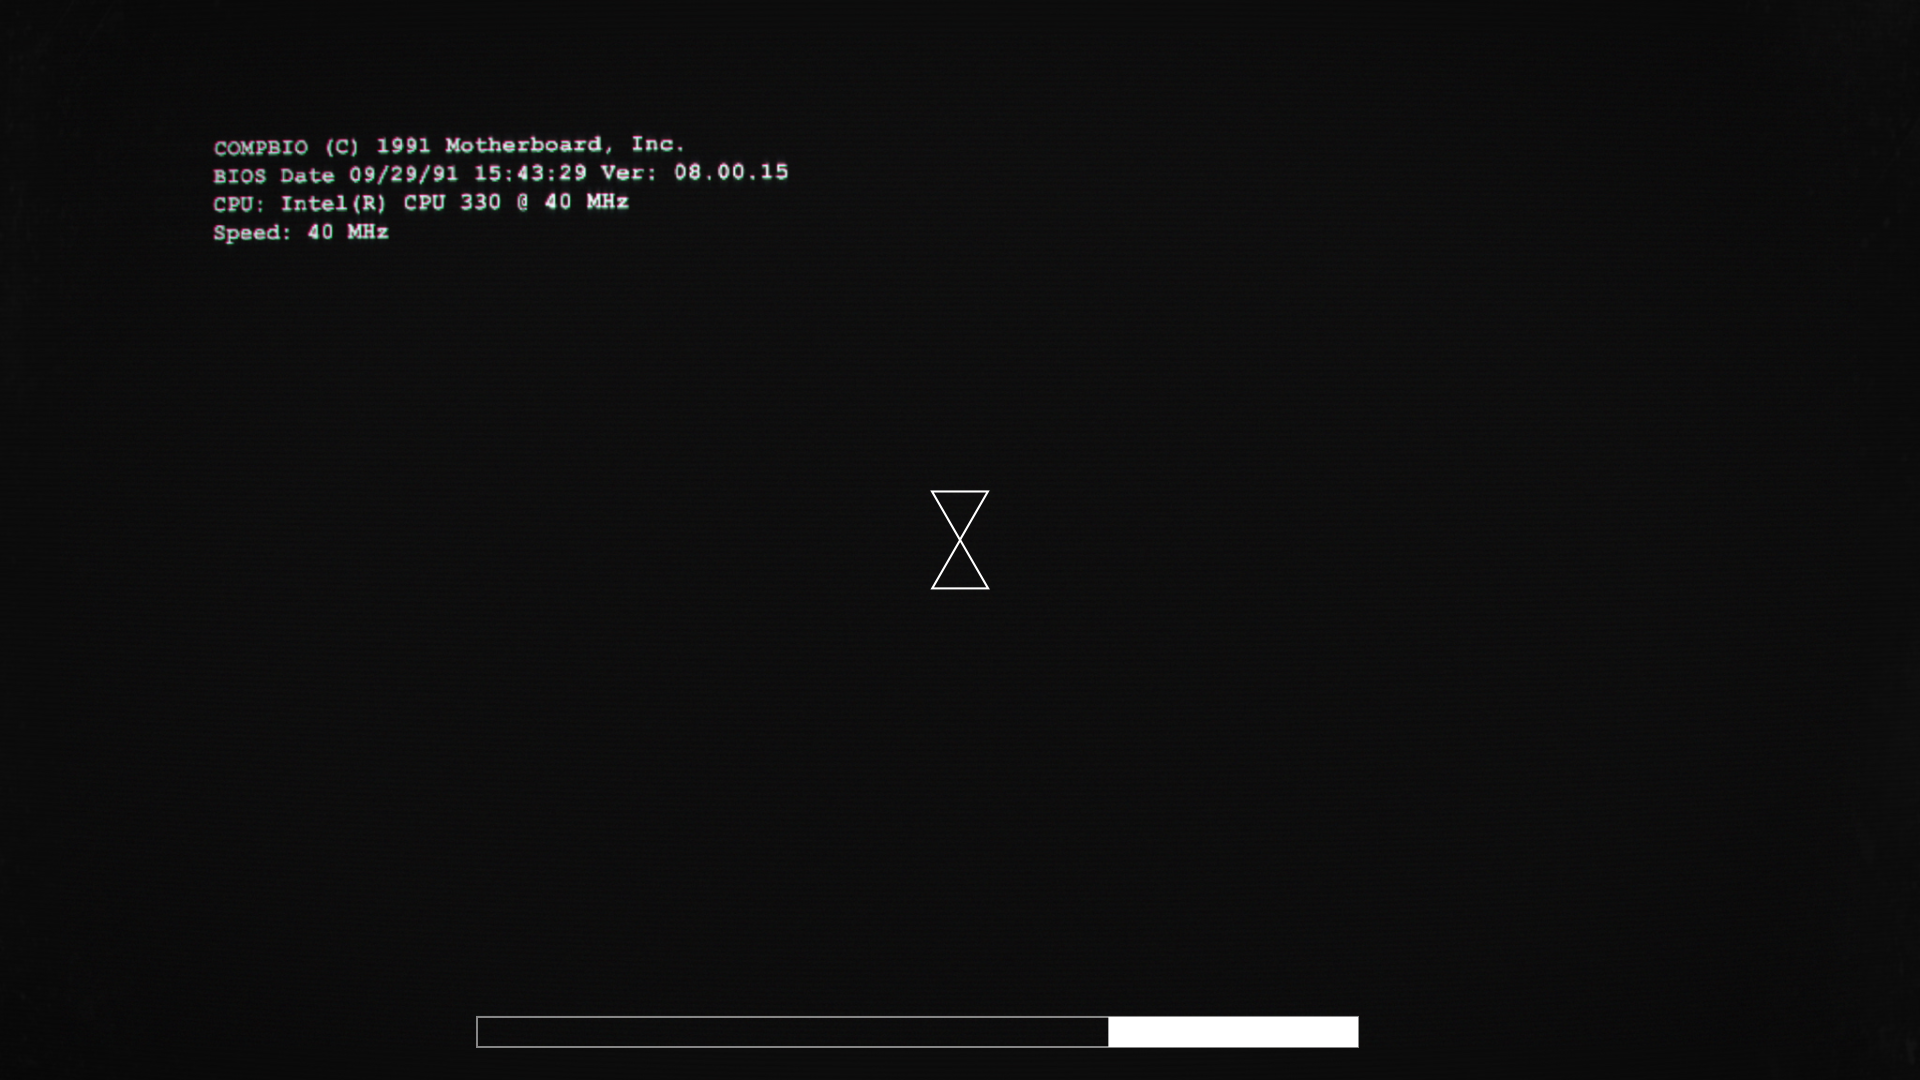 COMPBIO (C) 1991 Motherboard, Inc.
BIOS Date 09/29/91 15:43:29 Ver: 08.00.15
CPU: Intel(R) CPU 330 @ 40 MHz
Speed: 40 MHz